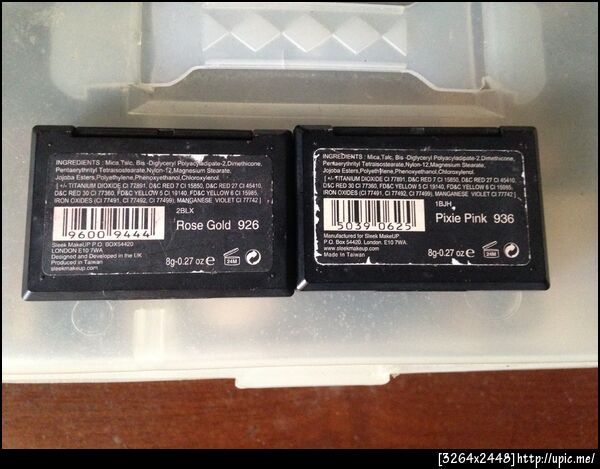 INGREDIENTS : Mica, Talc, Bis -Diglyceryl Polyacyladipate-2, Dimethicone,
Pentaerythrityl Tetraisostearate, Nylon-12, Magnesium Stearate,
Jojoba Esters, Polyethylene, Phenoxyethanol, Chloroxylenol.
[ +/- TITANIUM DIOXIDE CI 77891, D&C RED 7 CI 15850, D&C RED 27 CI 45410,
D&C RED 30 CI 77360, FD&C YELLOW 5 CI 19140, FD&C YELLOW 6 CI 15985,
IRON OXIDES (CI 77491, CI 77492, CI 77499), MANGANESE VIOLET CI 77742 ]
2BLX
9600 9444
Rose Gold 926
Sleek MakeUP P.O. BOX54420
LONDON E10 7WA
Designed and Developed in the UK
Produced in Taiwan
sleekmakeup.com
8g-0.27 oz e
24M
INGREDIENTS : Mica, Talc, Bis -Diglyceryl Polyacyladipate-2, Dimethicone,
Pentaerythrityl Tetraisostearate, Nylon-12, Magnesium Stearate,
Jojoba Esters, Polyethylene, Phenoxyethanol, Chloroxylenol.
[ +/- TITANIUM DIOXIDE CI 77891, D&C RED 7 CI 15850, D&C RED 27 CI 45410,
D&C RED 30 CI 77360, FD&C YELLOW 5 CI 19140, FD&C YELLOW 6 CI 15985,
IRON OXIDES (CI 77491, CI 77492, CI 77499), MANGANESE VIOLET CI 77742 ]
1BJH
5039 0625
Pixie Pink 936
Manufactured for Sleek MakeUP
P.O. Box 54420.
London. E10 7WA.
www.sleekmakeup.com
Made in Taiwan
8g-0.27 oz e
24M
[3264x2448]http://upic.me/